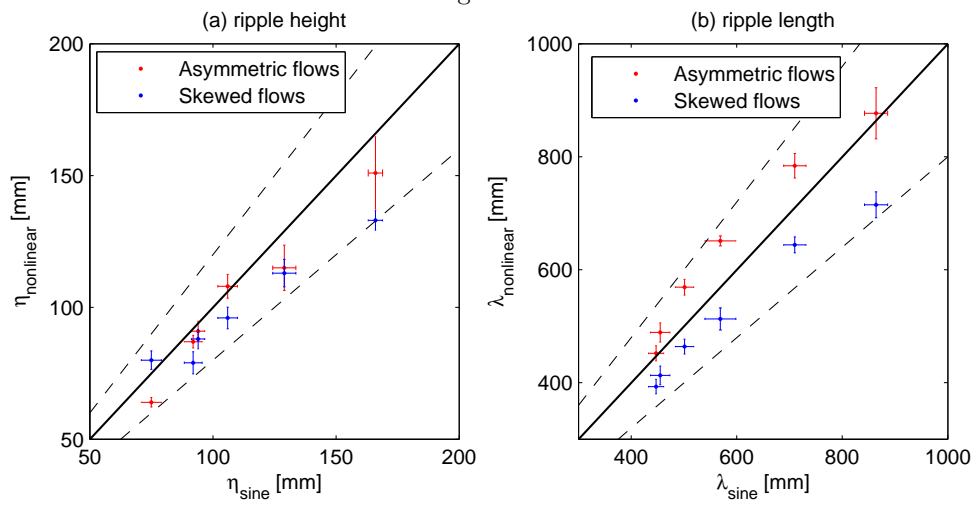 (a) ripple height
200
150
100
50
50
100
150
200
η_nonlinear [mm]
η_sine [mm]
Asymmetric flows
Skewed flows
(b) ripple length
1000
800
600
400
400
600
800
1000
λ_nonlinear [mm]
λ_sine [mm]
Asymmetric flows
Skewed flows